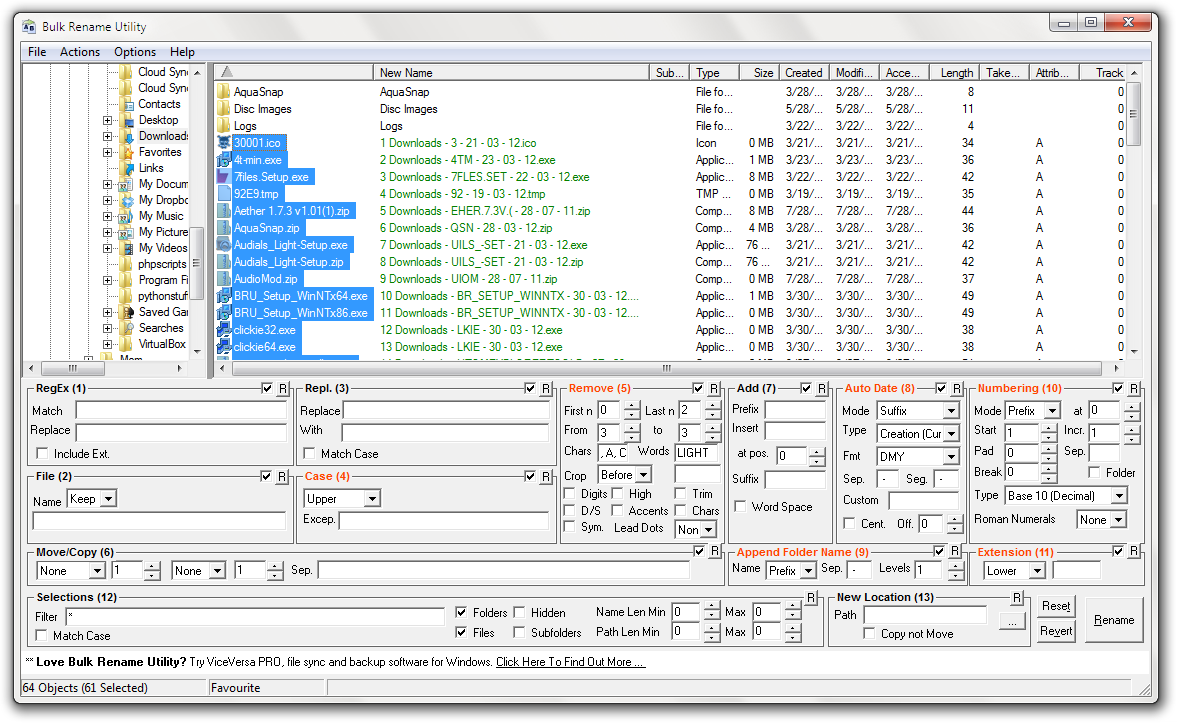 Bulk Rename Utility
File Actions Options Help
Cloud Syn
Cloud Syn
Contacts
Desktop
Downloads
Favorites
Links
My Docum
My Dropbo
My Music
My Picture
My Videos
phpscripts
Program Fi
pythonstuf
Saved Gar
Searches
VirtualBox
New Name Sub... Type Size Created Modifi... Acce... Length Take... Attrib... Track
AquaSnap AquaSnap File fo... 3/28/... 3/28/... 3/28/... 8 0
Disc Images Disc Images File fo... 5/28/... 5/28/... 5/28/... 11 0
Logs Logs File fo... 3/22/... 3/22/... 3/22/... 4 0
30001.ico 1 Downloads - 3 - 21 - 03 - 12.ico Icon 0 MB 3/21/... 3/21/... 3/21/... 34 A 0
4t-min.exe 2 Downloads - 4TM - 23 - 03 - 12.exe Applic... 1 MB 3/23/... 3/23/... 3/23/... 36 A 0
7files.Setup.exe 3 Downloads - 7FLES.SET - 22 - 03 - 12.exe Applic... 8 MB 3/22/... 3/22/... 3/22/... 42 A 0
92E9.tmp 4 Downloads - 92 - 19 - 03 - 12.tmp TMP ... 0 MB 3/19/... 3/19/... 3/19/... 35 A 0
Aether 1.7.3 v1.01(1).zip 5 Downloads - EHER.7.3V.( - 28 - 07 - 11.zip Comp... 8 MB 7/28/... 7/28/... 7/28/... 44 A 0
AquaSnap.zip 6 Downloads - QSN - 28 - 03 - 12.zip Comp... 4 MB 3/28/... 3/28/... 3/28/... 36 A 0
Audials_Light-Setup.exe 7 Downloads - UILS_-SET - 21 - 03 - 12.exe Applic... 76 ... 3/21/... 3/21/... 3/21/... 42 A 0
Audials_Light-Setup.zip 8 Downloads - UILS_-SET - 21 - 03 - 12.zip Comp... 76 ... 3/21/... 3/21/... 3/21/... 42 A 0
AudioMod.zip 9 Downloads - UIOM - 28 - 07 - 11.zip Comp... 0 MB 7/28/... 7/28/... 7/28/... 37 A 0
BRU_Setup_WinNTx64.exe 10 Downloads - BR_SETUP_WINNTX - 30 - 03 - 12.... Applic... 1 MB 3/30/... 3/30/... 3/30/... 49 A 0
BRU_Setup_WinNTx86.exe 11 Downloads - BR_SETUP_WINNTX - 30 - 03 - 12.... Applic... 0 MB 3/30/... 3/30/... 3/30/... 49 A 0
clickie32.exe 12 Downloads - LKIE - 30 - 03 - 12.exe Applic... 0 MB 3/30/... 3/30/... 3/30/... 38 A 0
clickie64.exe 13 Downloads - LKIE - 30 - 03 - 12.exe Applic... 0 MB 3/30/... 3/30/... 3/30/... 38 A 0
RegEx (1) R
Match
Replace
Include Ext.
Repl. (3) R
Replace
With
Match Case
Remove (5) R
First n 0 Last n 2
From 3 to 3
Chars , A, C Words LIGHT
Crop Before
Digits High Trim
D/S Accents Chars
Sym. Lead Dots Non
Add (7) R
Prefix
Insert
at pos. 0
Suffix
Word Space
Auto Date (8) R
Mode Suffix
Type Creation (Cur
Fmt DMY
Sep. - Seg. -
Custom
Cent. Off. 0
Numbering (10) R
Mode Prefix at 0
Start 1 Incr. 1
Pad 0 Sep.
Break 0 Folder
Type Base 10 (Decimal)
Roman Numerals None
File (2) R
Name Keep
Case (4) R
Upper
Excep.
Move/Copy (6) R
None 1 None 1 Sep.
Append Folder Name (9) R
Name Prefix Sep. - Levels 1
Extension (11) R
Lower
Selections (12) R
Filter * Folders Hidden Name Len Min 0 Max 0
Match Case Files Subfolders Path Len Min 0 Max 0
New Location (13) R
Path
...
Copy not Move
Reset
Revert
Rename
** Love Bulk Rename Utility? Try ViceVersa PRO, file sync and backup software for Windows. Click Here To Find Out More ...
64 Objects (61 Selected) Favourite